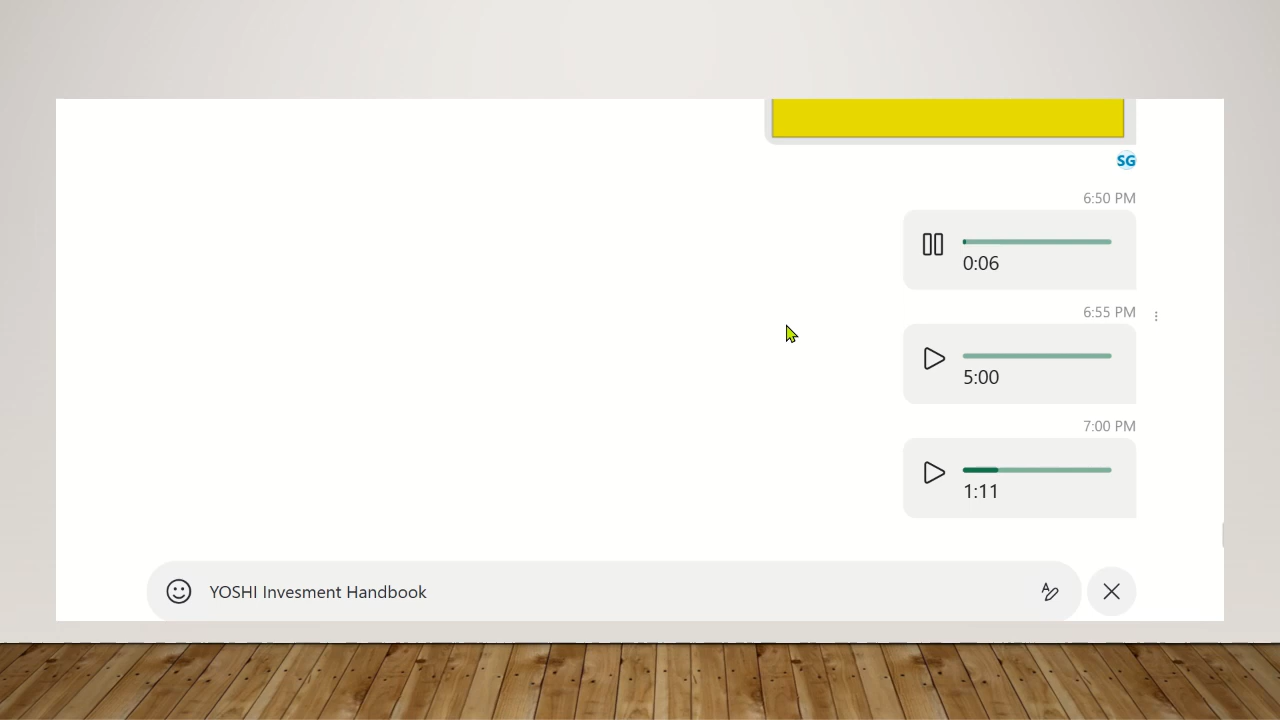 SG
6:50 PM
0:06
6:55 PM
5:00
7:00 PM
1:11
YOSHI Invesment Handbook